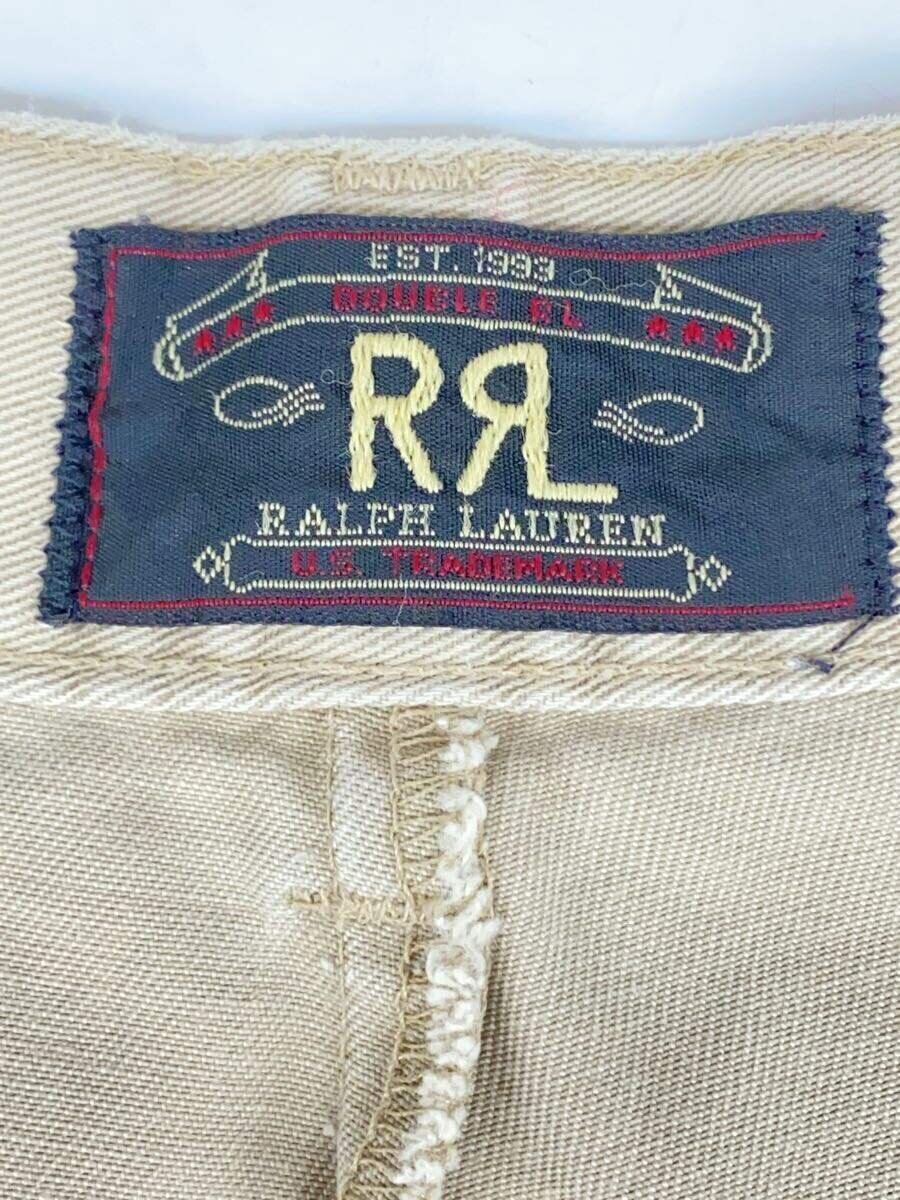 EST. 1993
★★★ DOUBLE RL ★★★
RRL
RALPH LAUREN
U.S. TRADEMARK